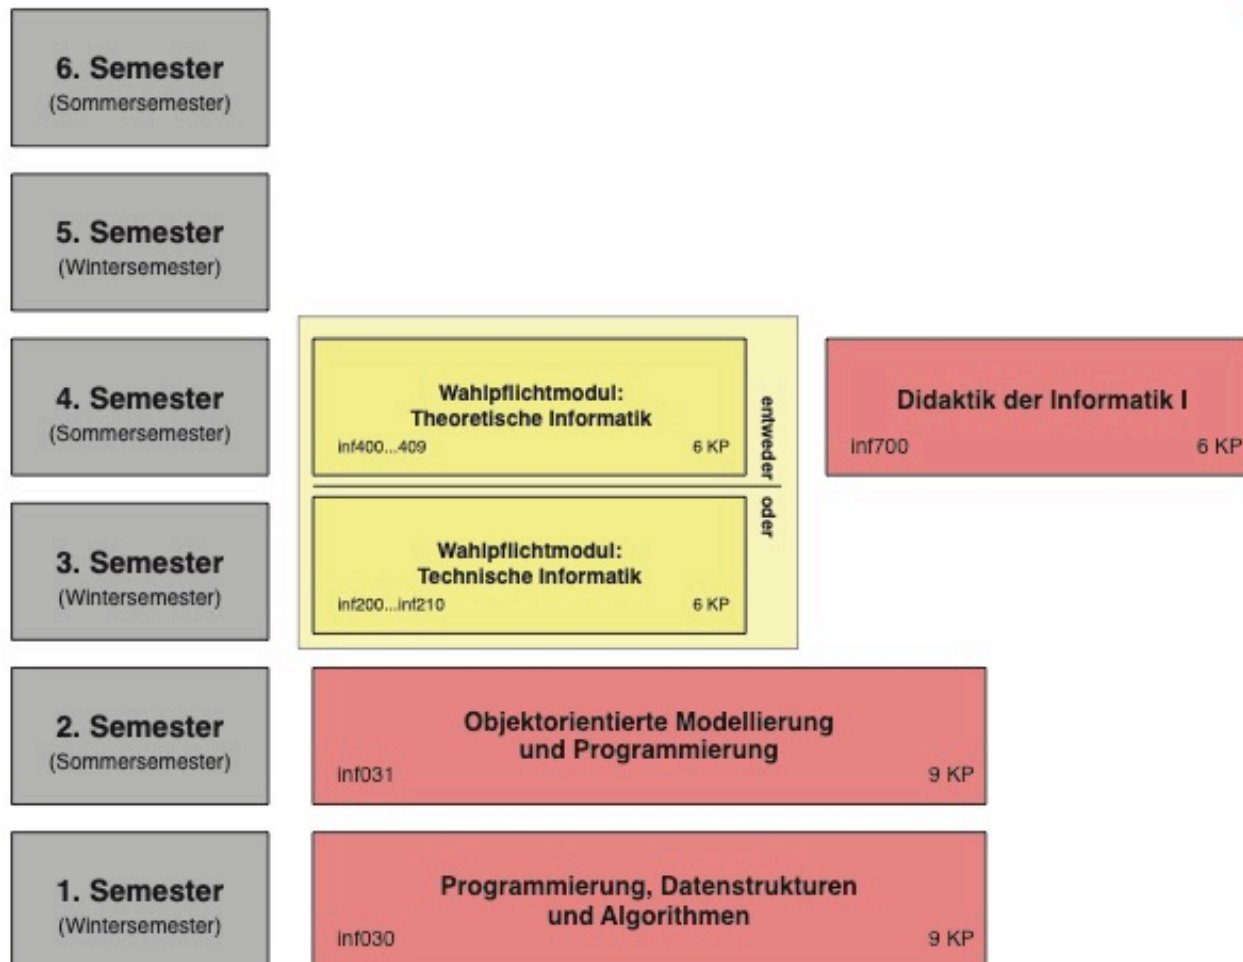 6. Semester
(Sommersemester)
5. Semester
(Wintersemester)
4. Semester
(Sommersemester)
Wahlpflichtmodul:
Theoretische Informatik
inf400...409 6 KP
entweder
Didaktik der Informatik I
inf700 6 KP
3. Semester
(Wintersemester)
Wahlpflichtmodul:
Technische Informatik
inf200...inf210 6 KP
oder
2. Semester
(Sommersemester)
Objektorientierte Modellierung
und Programmierung
inf031 9 KP
1. Semester
(Wintersemester)
Programmierung, Datenstrukturen
und Algorithmen
inf030 9 KP